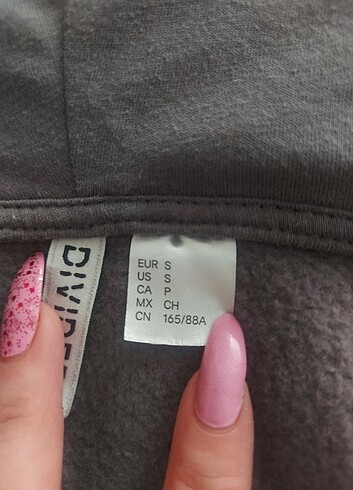 DIVIDED
EUR S
US S
CA P
MX CH
CN 165/88A